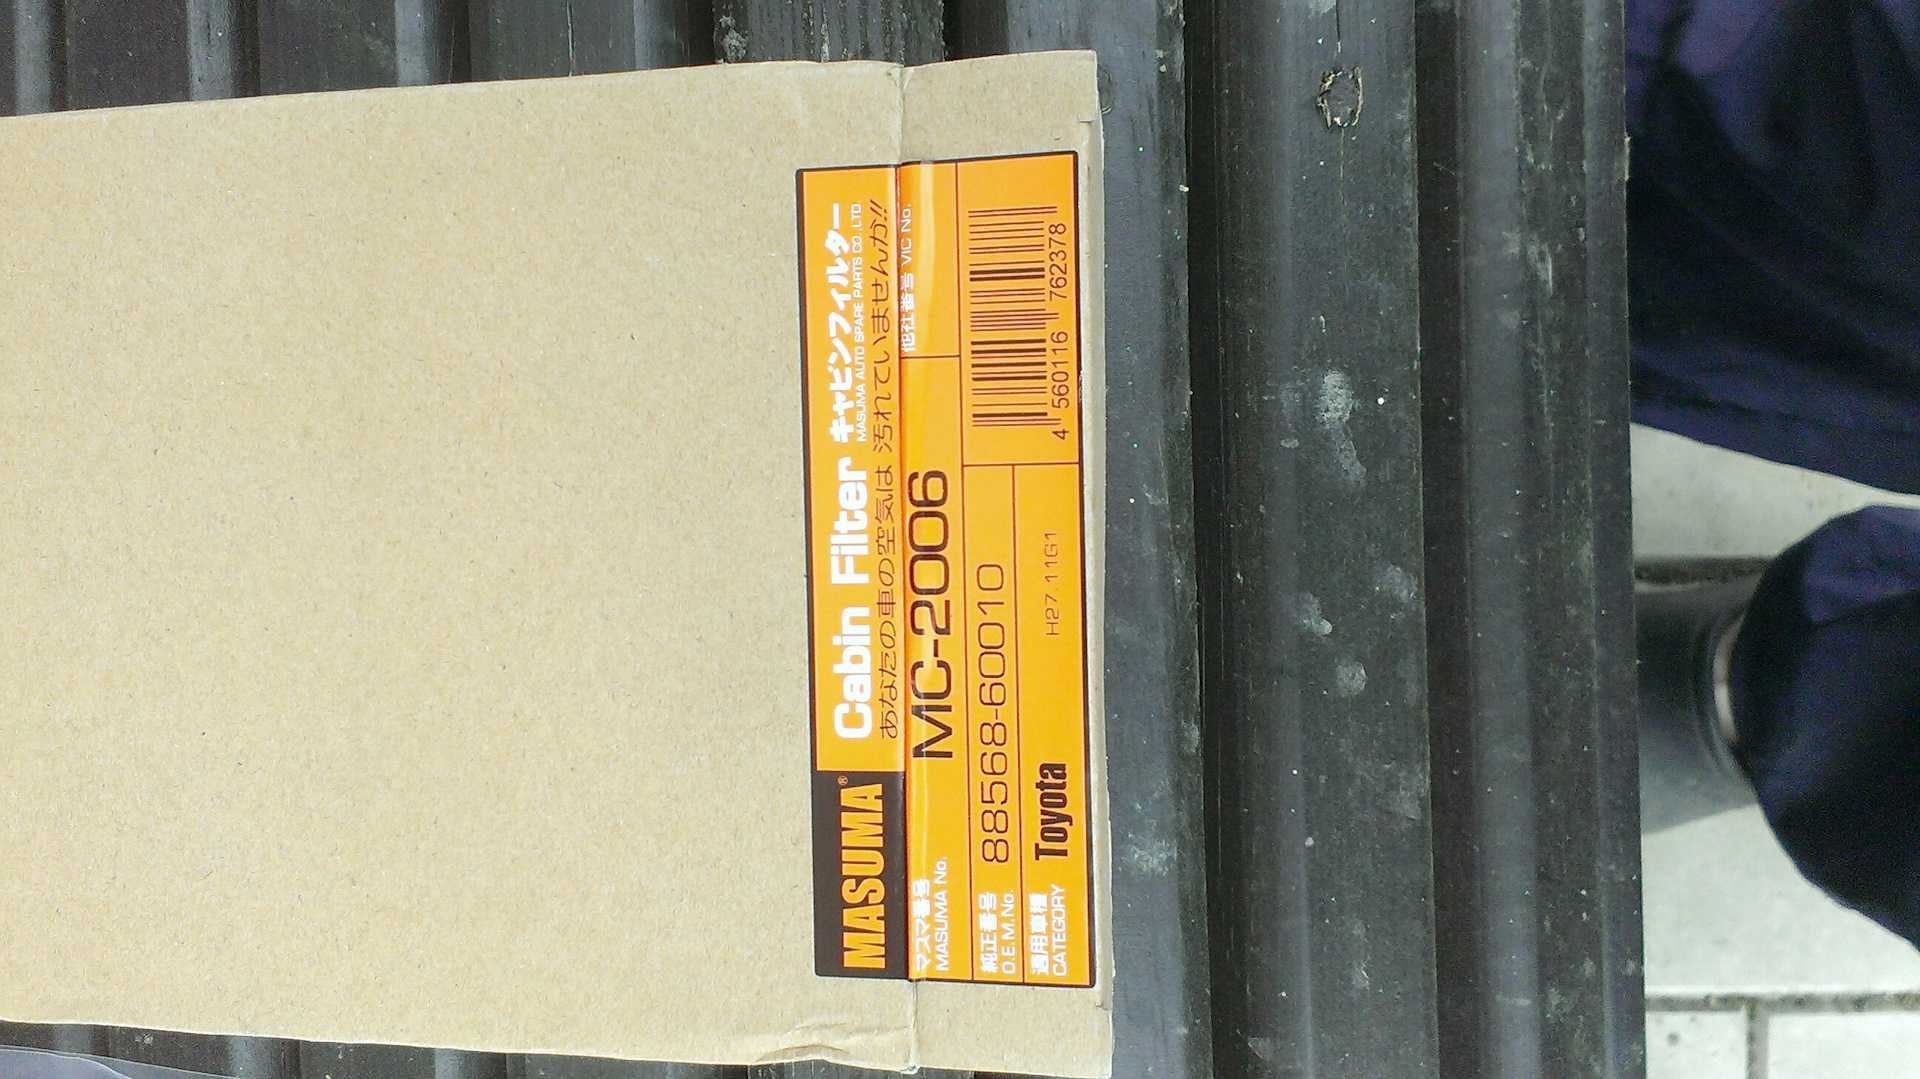 MASUMA®
Cabin Filter キャビンフィルター
MASUMA AUTO SPARE PARTS CO.,LTD.
あなたの車の空気は 汚れていませんか!!
マスマ番号
MASUMA No.
MC-2006
他社番号 VIC No.
純正番号
O.E.M.No.
88568-60010
適用車種
CATEGORY
Toyota
H27.11G1
4 560116 762378